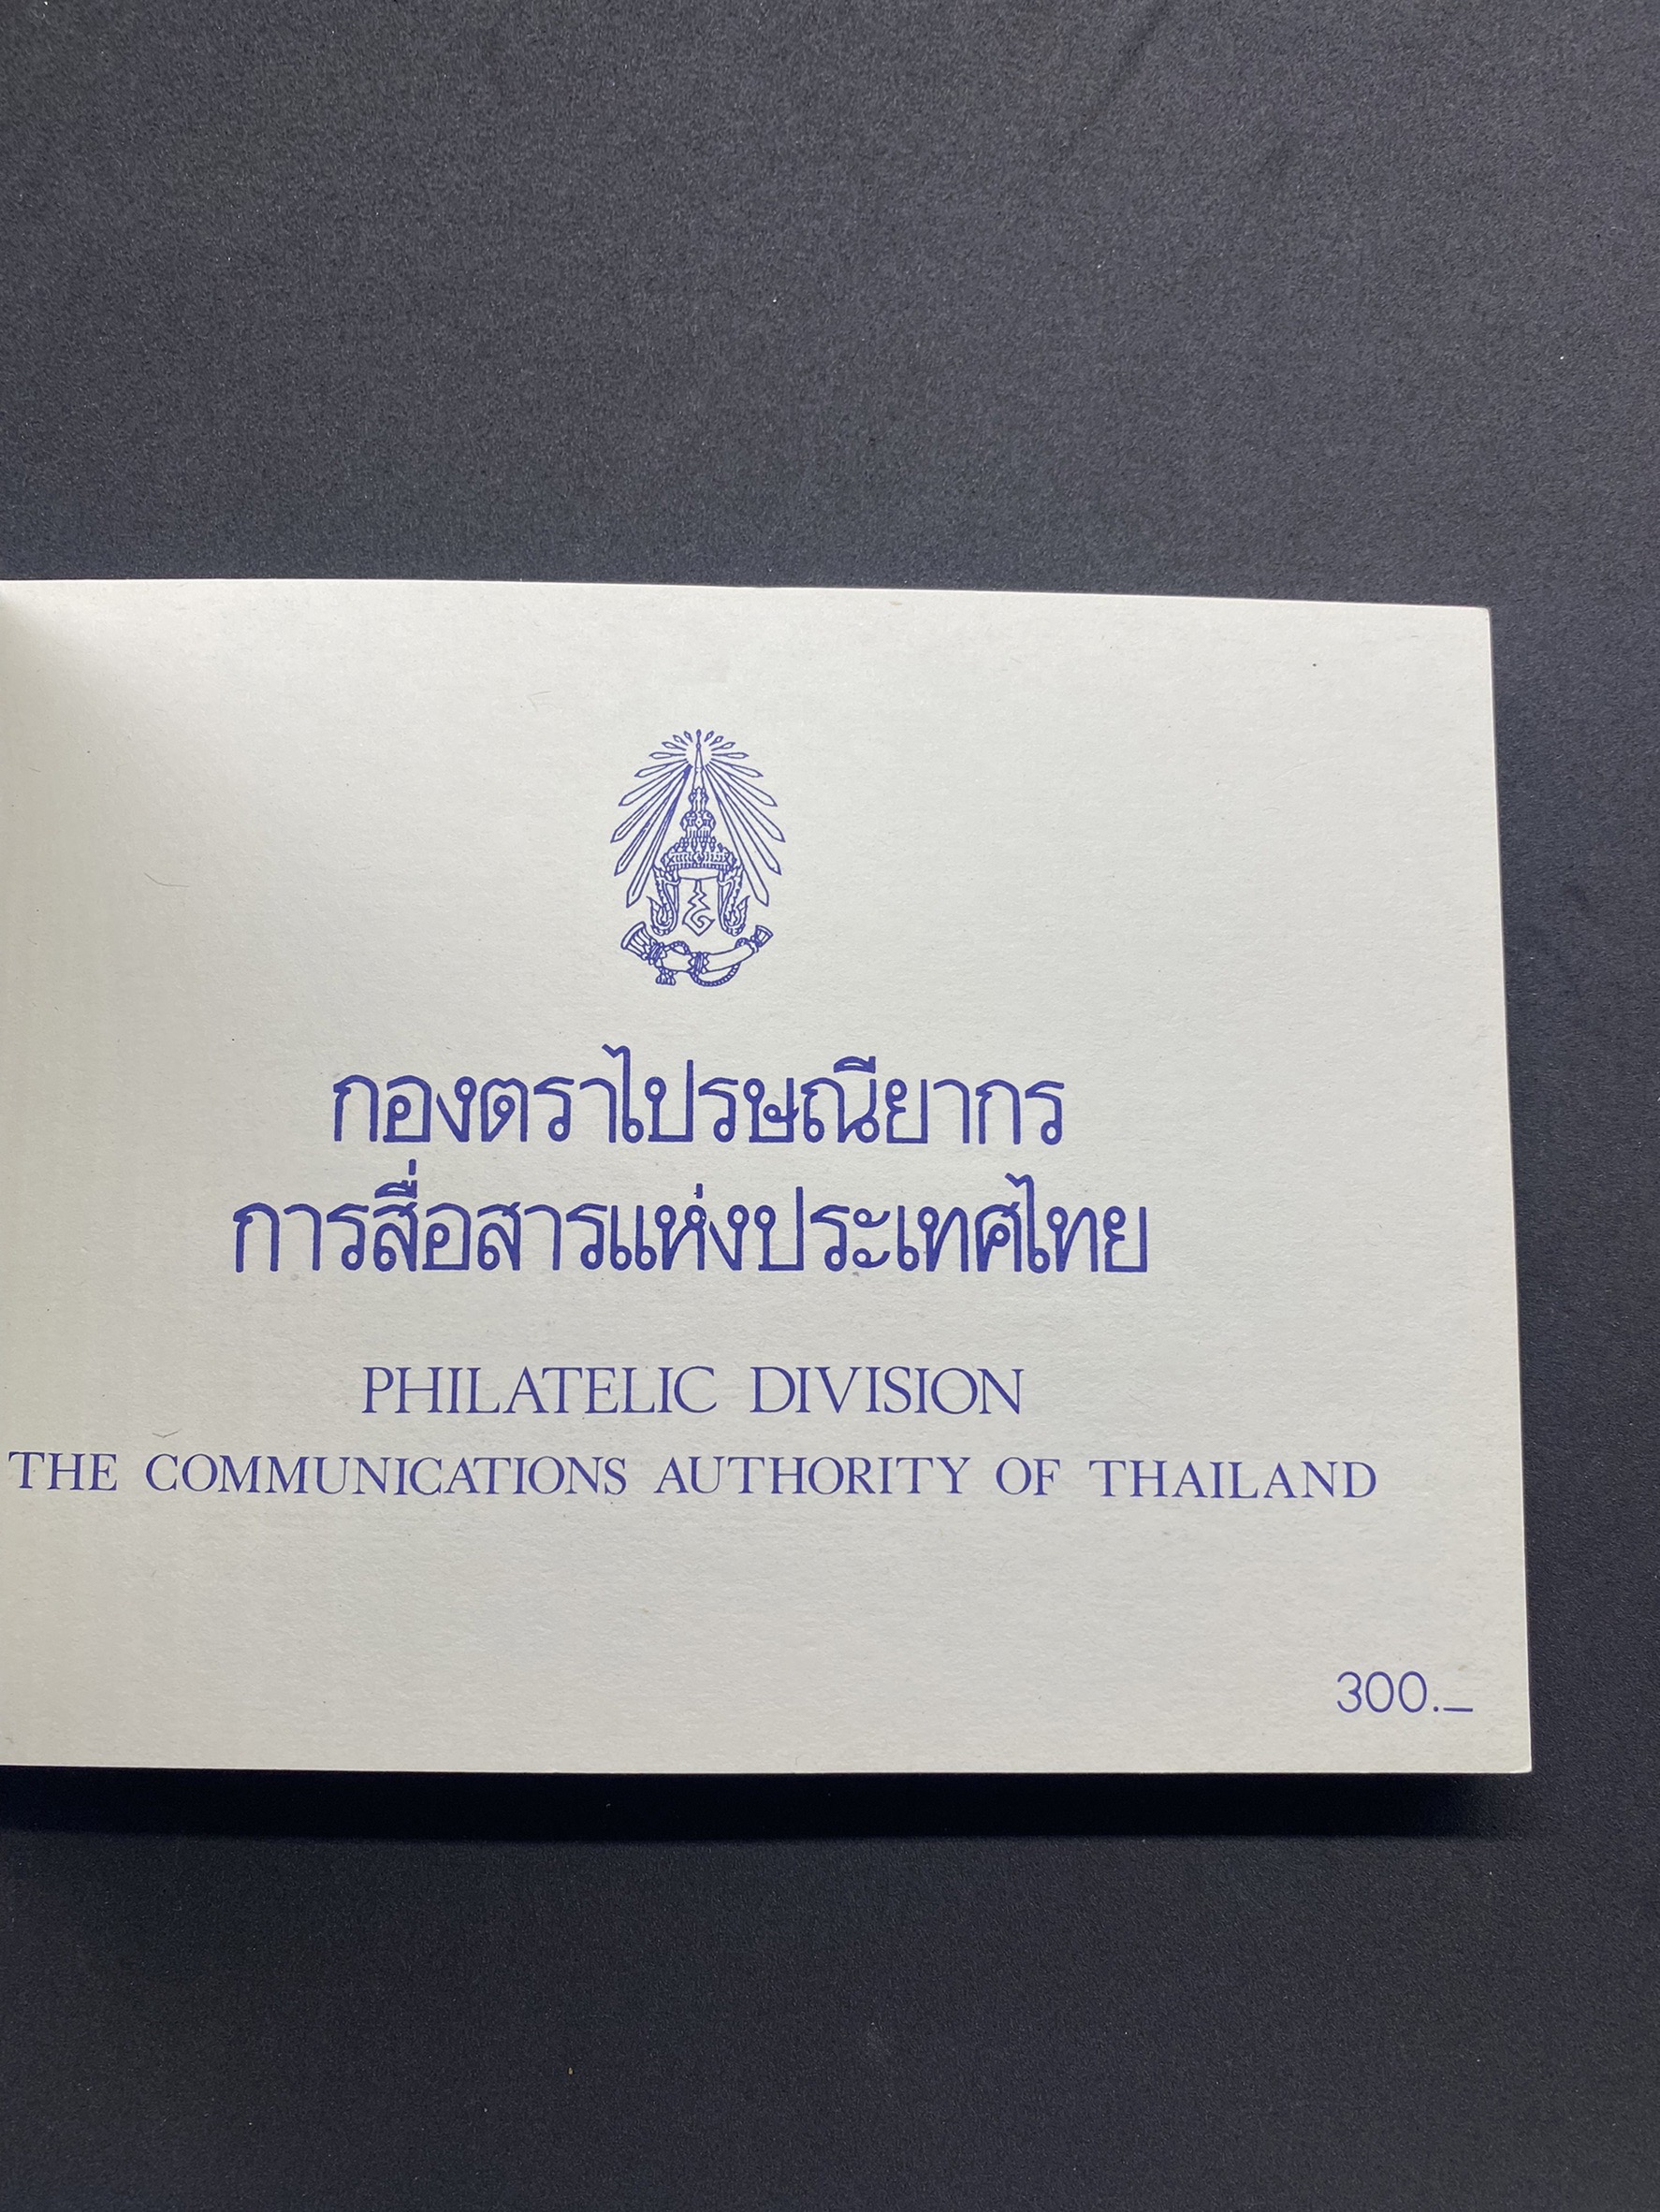 กองตราไปรษณียากร
การสื่อสารแห่งประเทศไทย
PHILATELIC DIVISION
THE COMMUNICATIONS AUTHORITY OF THAILAND
300.—